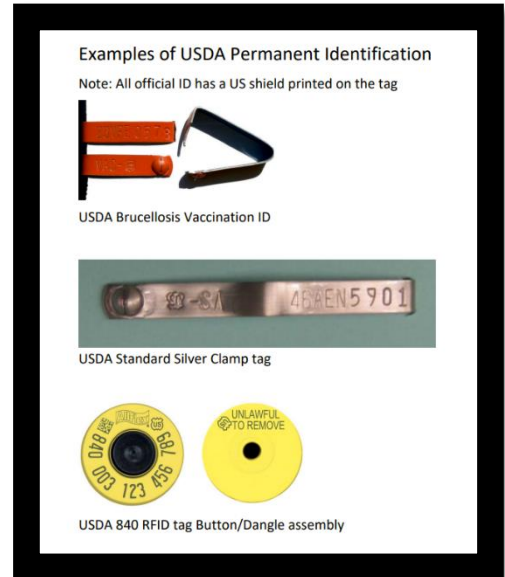 Examples of USDA Permanent Identification
Note: All official ID has a US shield printed on the tag
USDA Brucellosis Vaccination ID
-SA 46AEN5901
USDA Standard Silver Clamp tag
US
840 003 123 456 789
UNLAWFUL
TO REMOVE
USDA 840 RFID tag Button/Dangle assembly